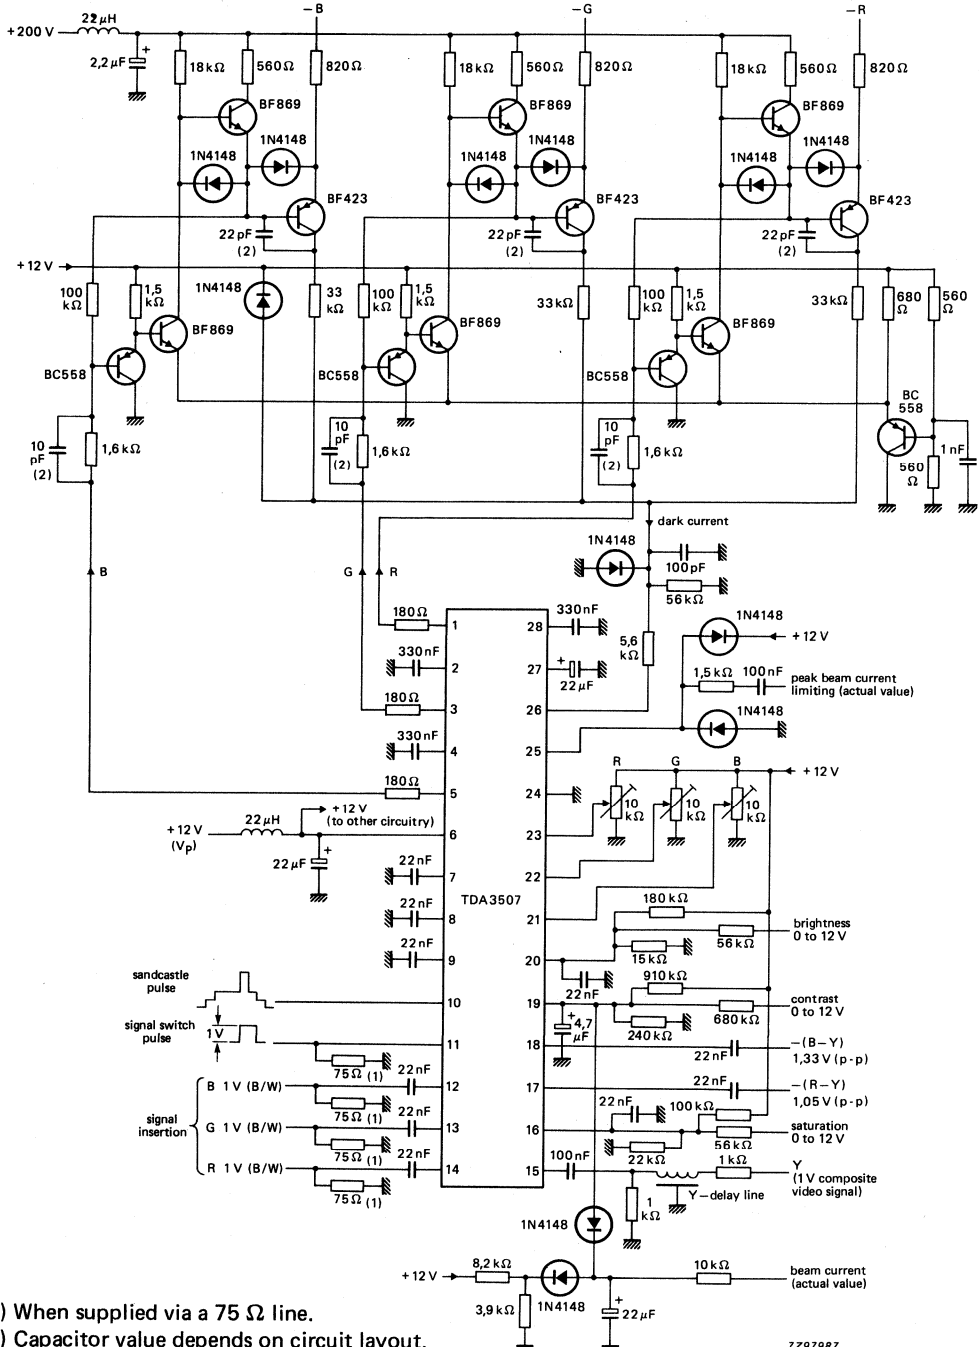 −B
−G
−R
+200 V
22 μH
2,2 μF
+
18 kΩ
560 Ω
820 Ω
18 kΩ
560 Ω
820 Ω
18 kΩ
560 Ω
820 Ω
BF869
BF869
BF869
1N4148
1N4148
1N4148
1N4148
1N4148
1N4148
BF423
BF423
BF423
22 pF
(2)
22 pF
(2)
22 pF
(2)
+12 V
100
kΩ
1,5
kΩ
1N4148
33
kΩ
100
kΩ
1,5
kΩ
33 kΩ
100
kΩ
1,5
kΩ
33 kΩ
680
Ω
560
Ω
BF869
BF869
BF869
BC558
BC558
BC558
BC
558
10
pF
(2)
1,6 kΩ
10
pF
(2)
1,6 kΩ
10
pF
(2)
1,6 kΩ
560
Ω
1 nF
dark current
1N4148
100 pF
56 kΩ
B
G
R
180 Ω
1
28
330 nF
5,6
kΩ
1N4148
+12 V
330 nF
2
27
+
22 μF
1,5 kΩ
100 nF
peak beam current
limiting (actual value)
180 Ω
3
26
1N4148
330 nF
4
25
180 Ω
5
24
R
G
B
+12 V
10
kΩ
10
kΩ
10
kΩ
+12 V
(to other circuitry)
+12 V
(Vp)
22 μH
6
23
22 μF
+
22 nF
7
22
TDA3507
22 nF
8
21
180 kΩ
56 kΩ
brightness
0 to 12 V
22 nF
9
20
15 kΩ
22 nF
910 kΩ
sandcastle
pulse
10
19
680 kΩ
contrast
0 to 12 V
+
4,7
μF
240 kΩ
signal switch
pulse
1 V
11
18
22 nF
−(B−Y)
1,33 V (p-p)
75 Ω (1)
22 nF
signal
insertion
B 1 V (B/W)
12
17
22 nF
−(R−Y)
1,05 V (p-p)
75 Ω (1)
22 nF
22 nF
100 kΩ
G 1 V (B/W)
13
16
56 kΩ
saturation
0 to 12 V
75 Ω (1)
22 nF
22 kΩ
R 1 V (B/W)
14
15
100 nF
1 kΩ
Y
(1 V composite
video signal)
75 Ω (1)
1
kΩ
Y−delay line
1N4148
+12 V
8,2 kΩ
1N4148
10 kΩ
beam current
(actual value)
3,9 kΩ
+
22 μF
) When supplied via a 75 Ω line.
) Capacitor value depends on circuit layout.
7Z97987